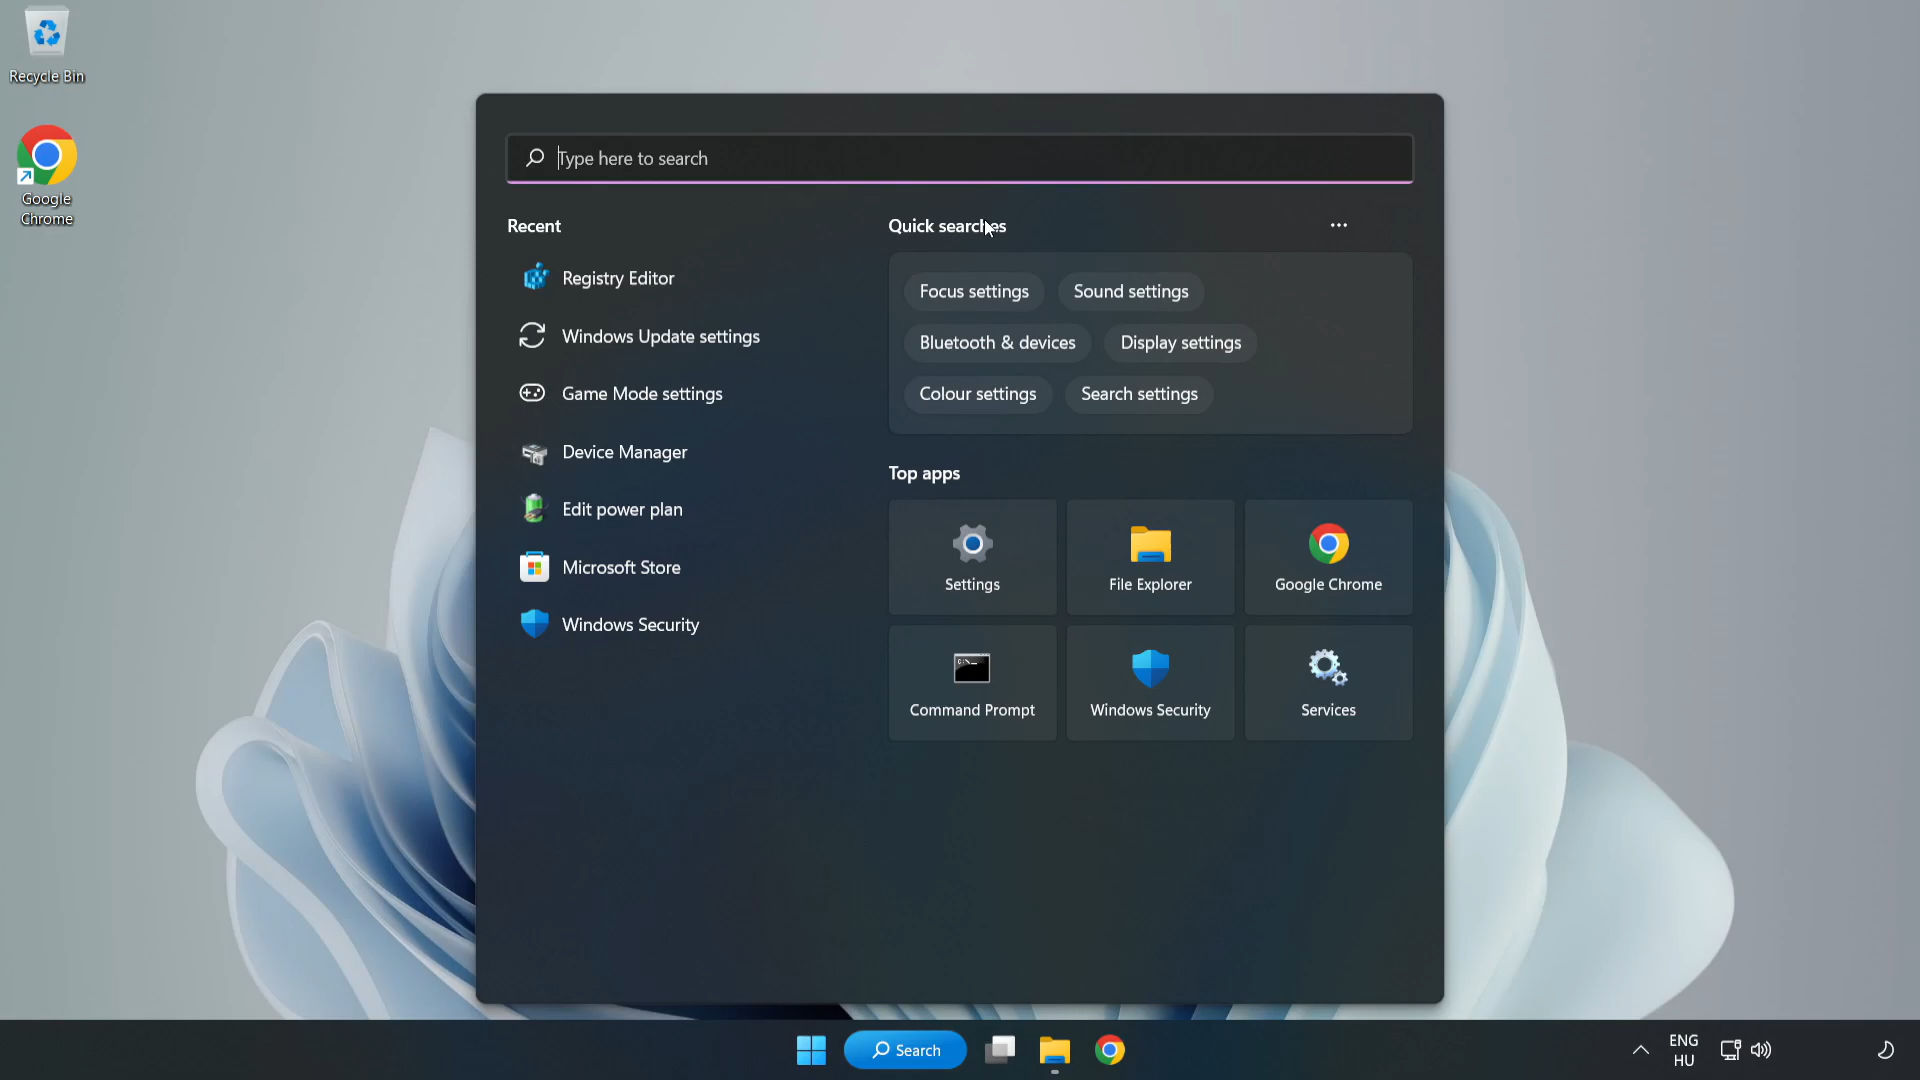 Recycle Bin
Google
Chrome
Type here to search
Recent
Registry Editor
Windows Update settings
Game Mode settings
Device Manager
Edit power plan
Microsoft Store
Windows Security
Quick searches
Focus settings
Sound settings
Bluetooth & devices
Display settings
Colour settings
Search settings
Top apps
Settings
File Explorer
Google Chrome
Command Prompt
Windows Security
Services
Search
ENG
HU